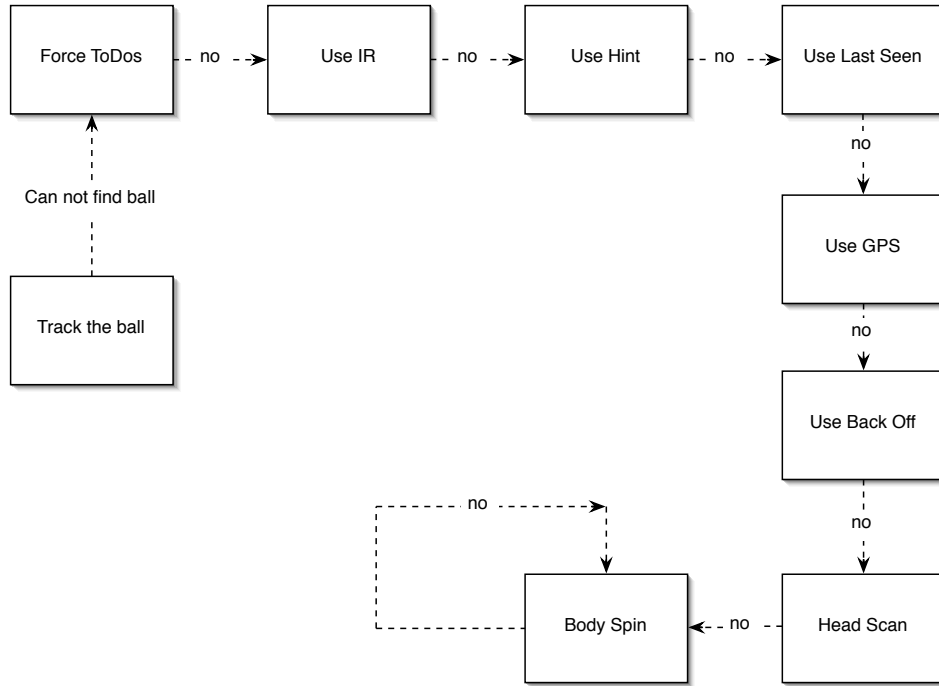 Force ToDos
no
Use IR
no
Use Hint
no
Use Last Seen
no
Can not find ball
Use GPS
Track the ball
no
Use Back Off
no
no
Body Spin
no
Head Scan